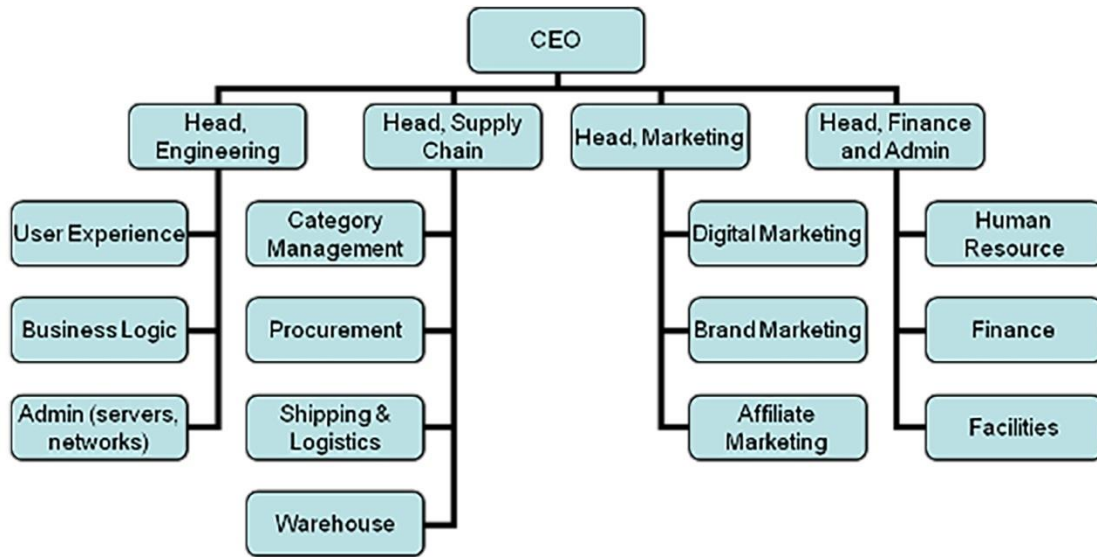 CEO
Head,
Engineering
Head, Supply
Chain
Head, Marketing
Head, Finance
and Admin
User Experience
Category
Management
Digital Marketing
Human
Resource
Business Logic
Procurement
Brand Marketing
Finance
Admin (servers,
networks)
Shipping &
Logistics
Affiliate
Marketing
Facilities
Warehouse